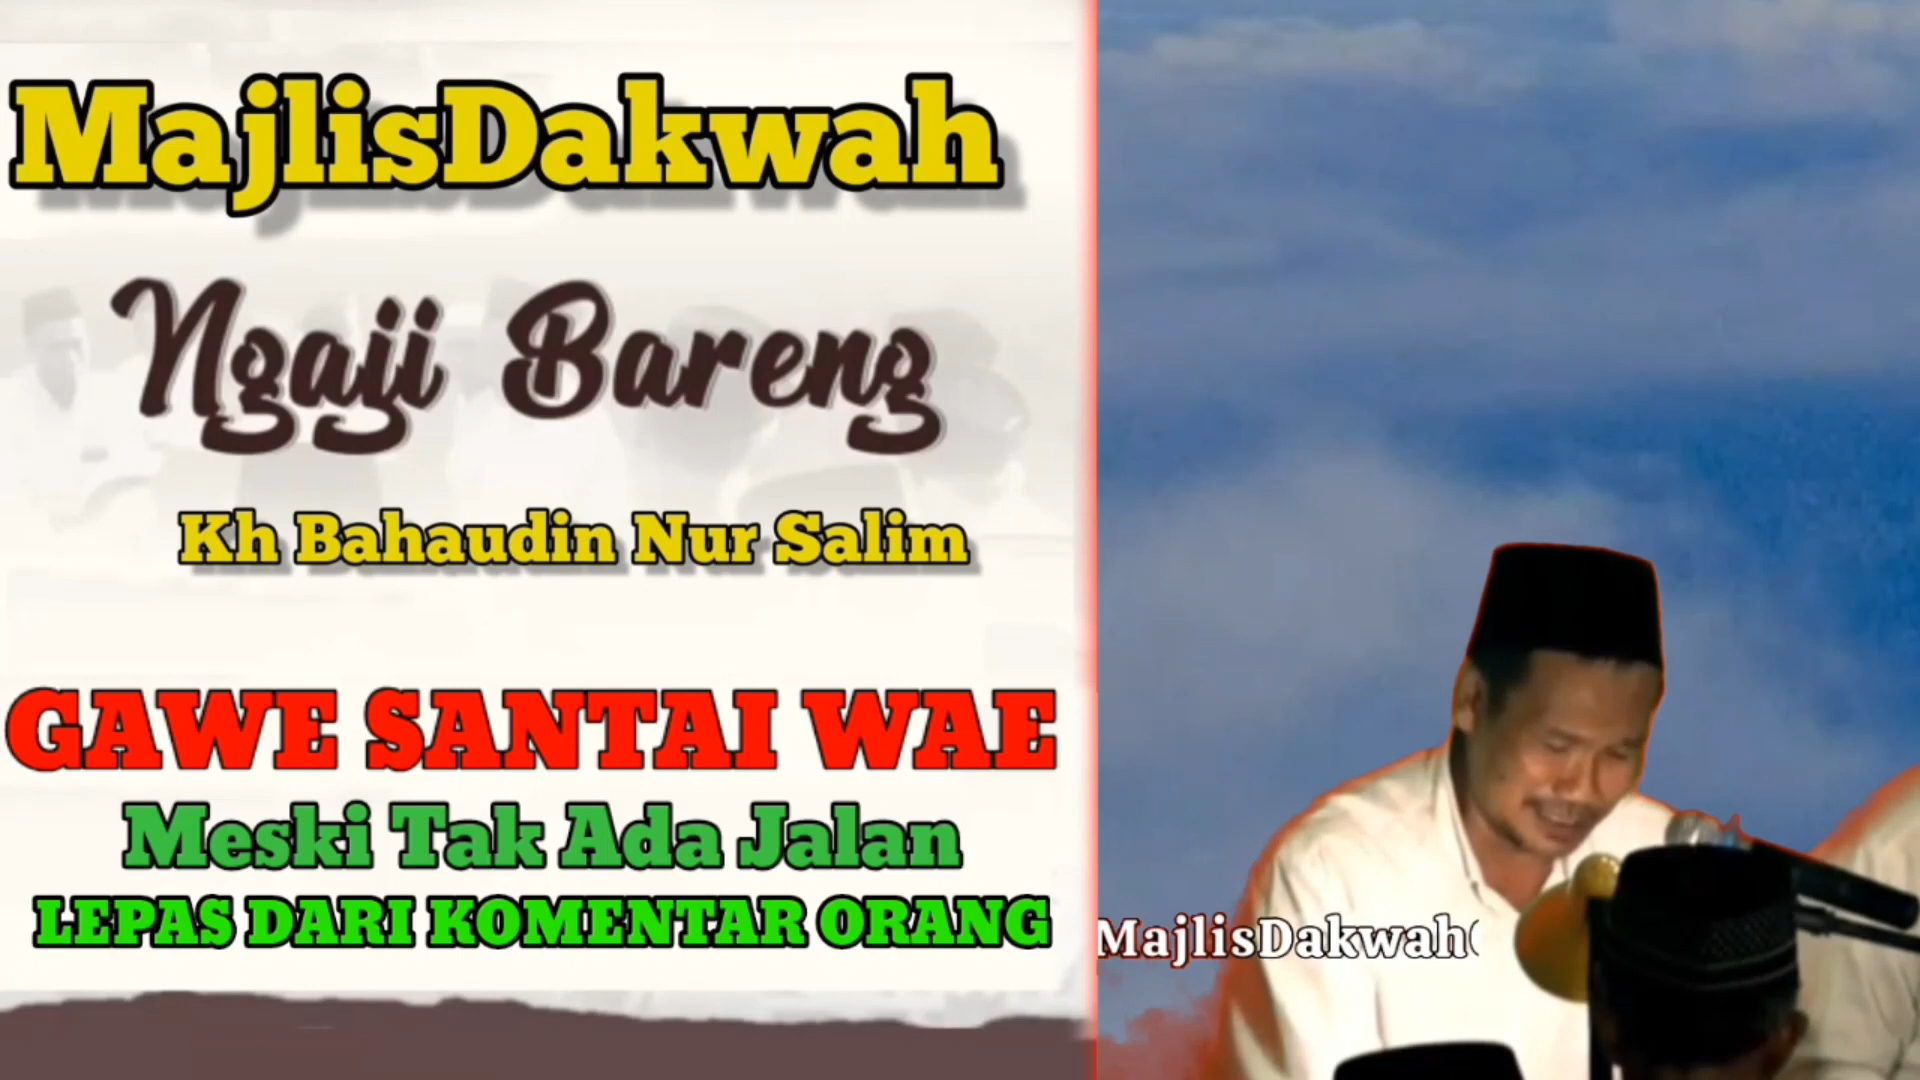 MajlisDakwah
Ngaji Bareng
Kh Bahaudin Nur Salim
GAWE SANTAI WAE
Meski Tak Ada Jalan
LEPAS DARI KOMENTAR ORANG
MajlisDakwah